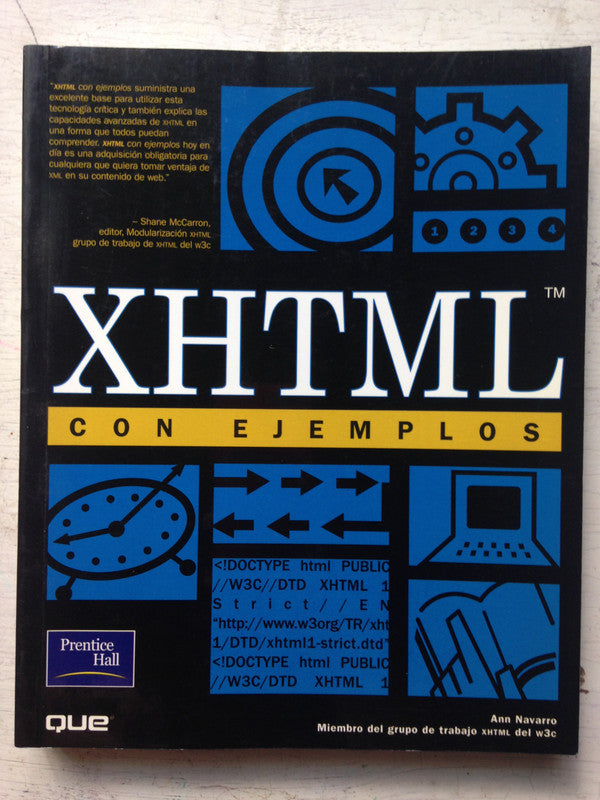 "XHTML con ejemplos suministra una
excelente base para utilizar esta
tecnología crítica y también explica las
capacidades avanzadas de XHTML en
una forma que todos puedan
comprender. XHTML con ejemplos hoy en
día es una adquisición obligatoria para
cualquiera que quiera tomar ventaja de
XML en su contenido de web."
– Shane McCarron,
editor, Modularización XHTML
grupo de trabajo de XHTML del w3c
1 2 3 4
XHTML™
CON EJEMPLOS
<!DOCTYPE html PUBLIC
//W3C//DTD XHTML 1
Strict//EN
"http://www.w3org/TR/xht
1/DTD/xhtml1-strict.dtd"
<!DOCTYPE html PUBLIC
//W3C//DTD XHTML 1
Prentice
Hall
QUE
Ann Navarro
Miembro del grupo de trabajo XHTML del w3c